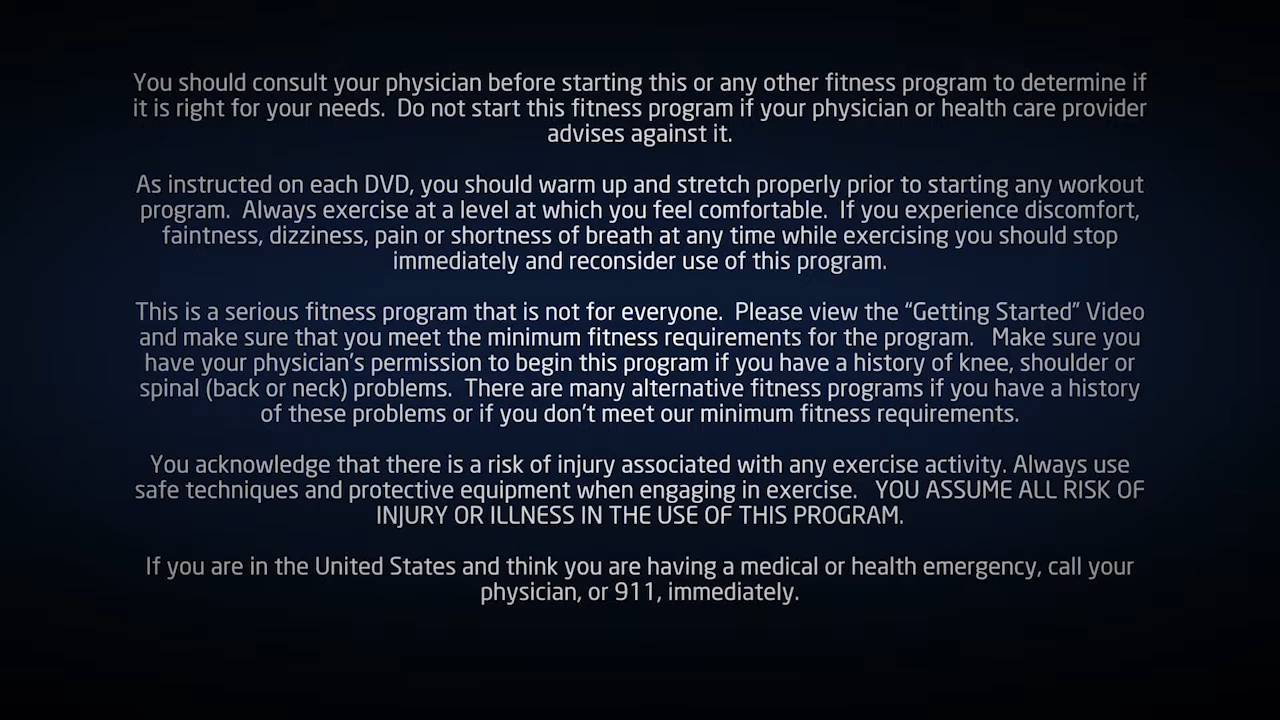 You should consult your physician before starting this or any other fitness program to determine if
it is right for your needs.  Do not start this fitness program if your physician or health care provider
advises against it.
As instructed on each DVD, you should warm up and stretch properly prior to starting any workout
program.  Always exercise at a level at which you feel comfortable.  If you experience discomfort,
faintness, dizziness, pain or shortness of breath at any time while exercising you should stop
immediately and reconsider use of this program.
This is a serious fitness program that is not for everyone.  Please view the “Getting Started” Video
and make sure that you meet the minimum fitness requirements for the program.   Make sure you
have your physician’s permission to begin this program if you have a history of knee, shoulder or
spinal (back or neck) problems.  There are many alternative fitness programs if you have a history
of these problems or if you don’t meet our minimum fitness requirements.
You acknowledge that there is a risk of injury associated with any exercise activity. Always use
safe techniques and protective equipment when engaging in exercise.   YOU ASSUME ALL RISK OF
INJURY OR ILLNESS IN THE USE OF THIS PROGRAM.
If you are in the United States and think you are having a medical or health emergency, call your
physician, or 911, immediately.